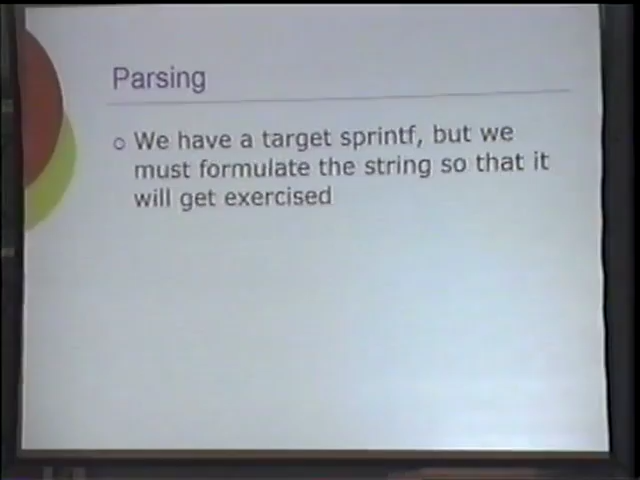 Parsing
We have a target sprintf, but we
must formulate the string so that it
will get exercised